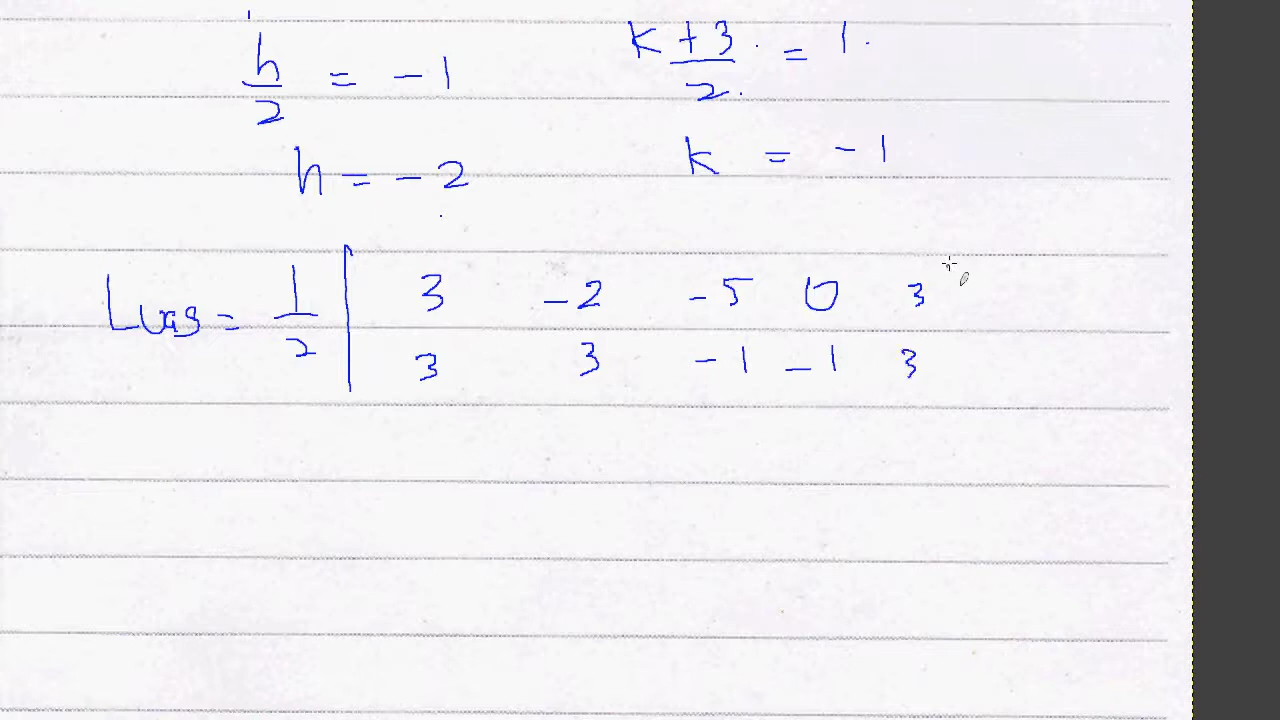 h/2 = -1    k + 3/2 = 1
h = -2    k = -1
Luas = 1/2 | 3 -2 -5 0 3
3 3 -1 -1 3